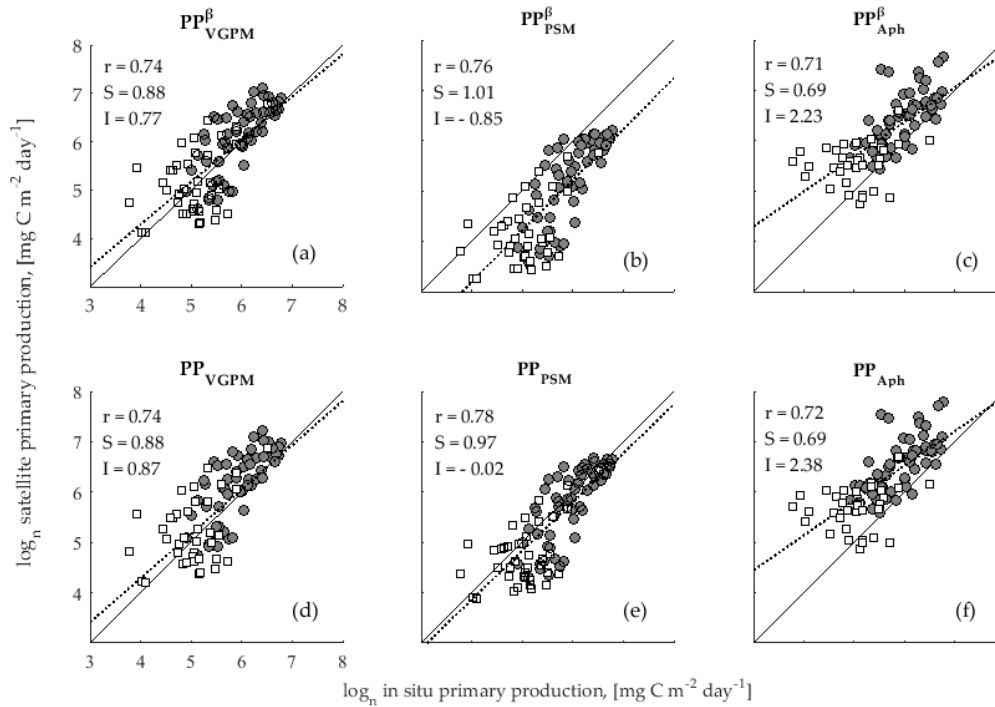 PP^β_VGPM
PP^β_PSM
PP^β_Aph
8
7
6
5
4
3
4
5
6
7
8
r = 0.74
S = 0.88
I = 0.77
(a)
r = 0.76
S = 1.01
I = - 0.85
(b)
r = 0.71
S = 0.69
I = 2.23
(c)
log_n satellite primary production, [mg C m^-2 day^-1]
PP_VGPM
PP_PSM
PP_Aph
8
7
6
5
4
3
4
5
6
7
8
r = 0.74
S = 0.88
I = 0.87
(d)
r = 0.78
S = 0.97
I = - 0.02
(e)
r = 0.72
S = 0.69
I = 2.38
(f)
log_n in situ primary production, [mg C m^-2 day^-1]